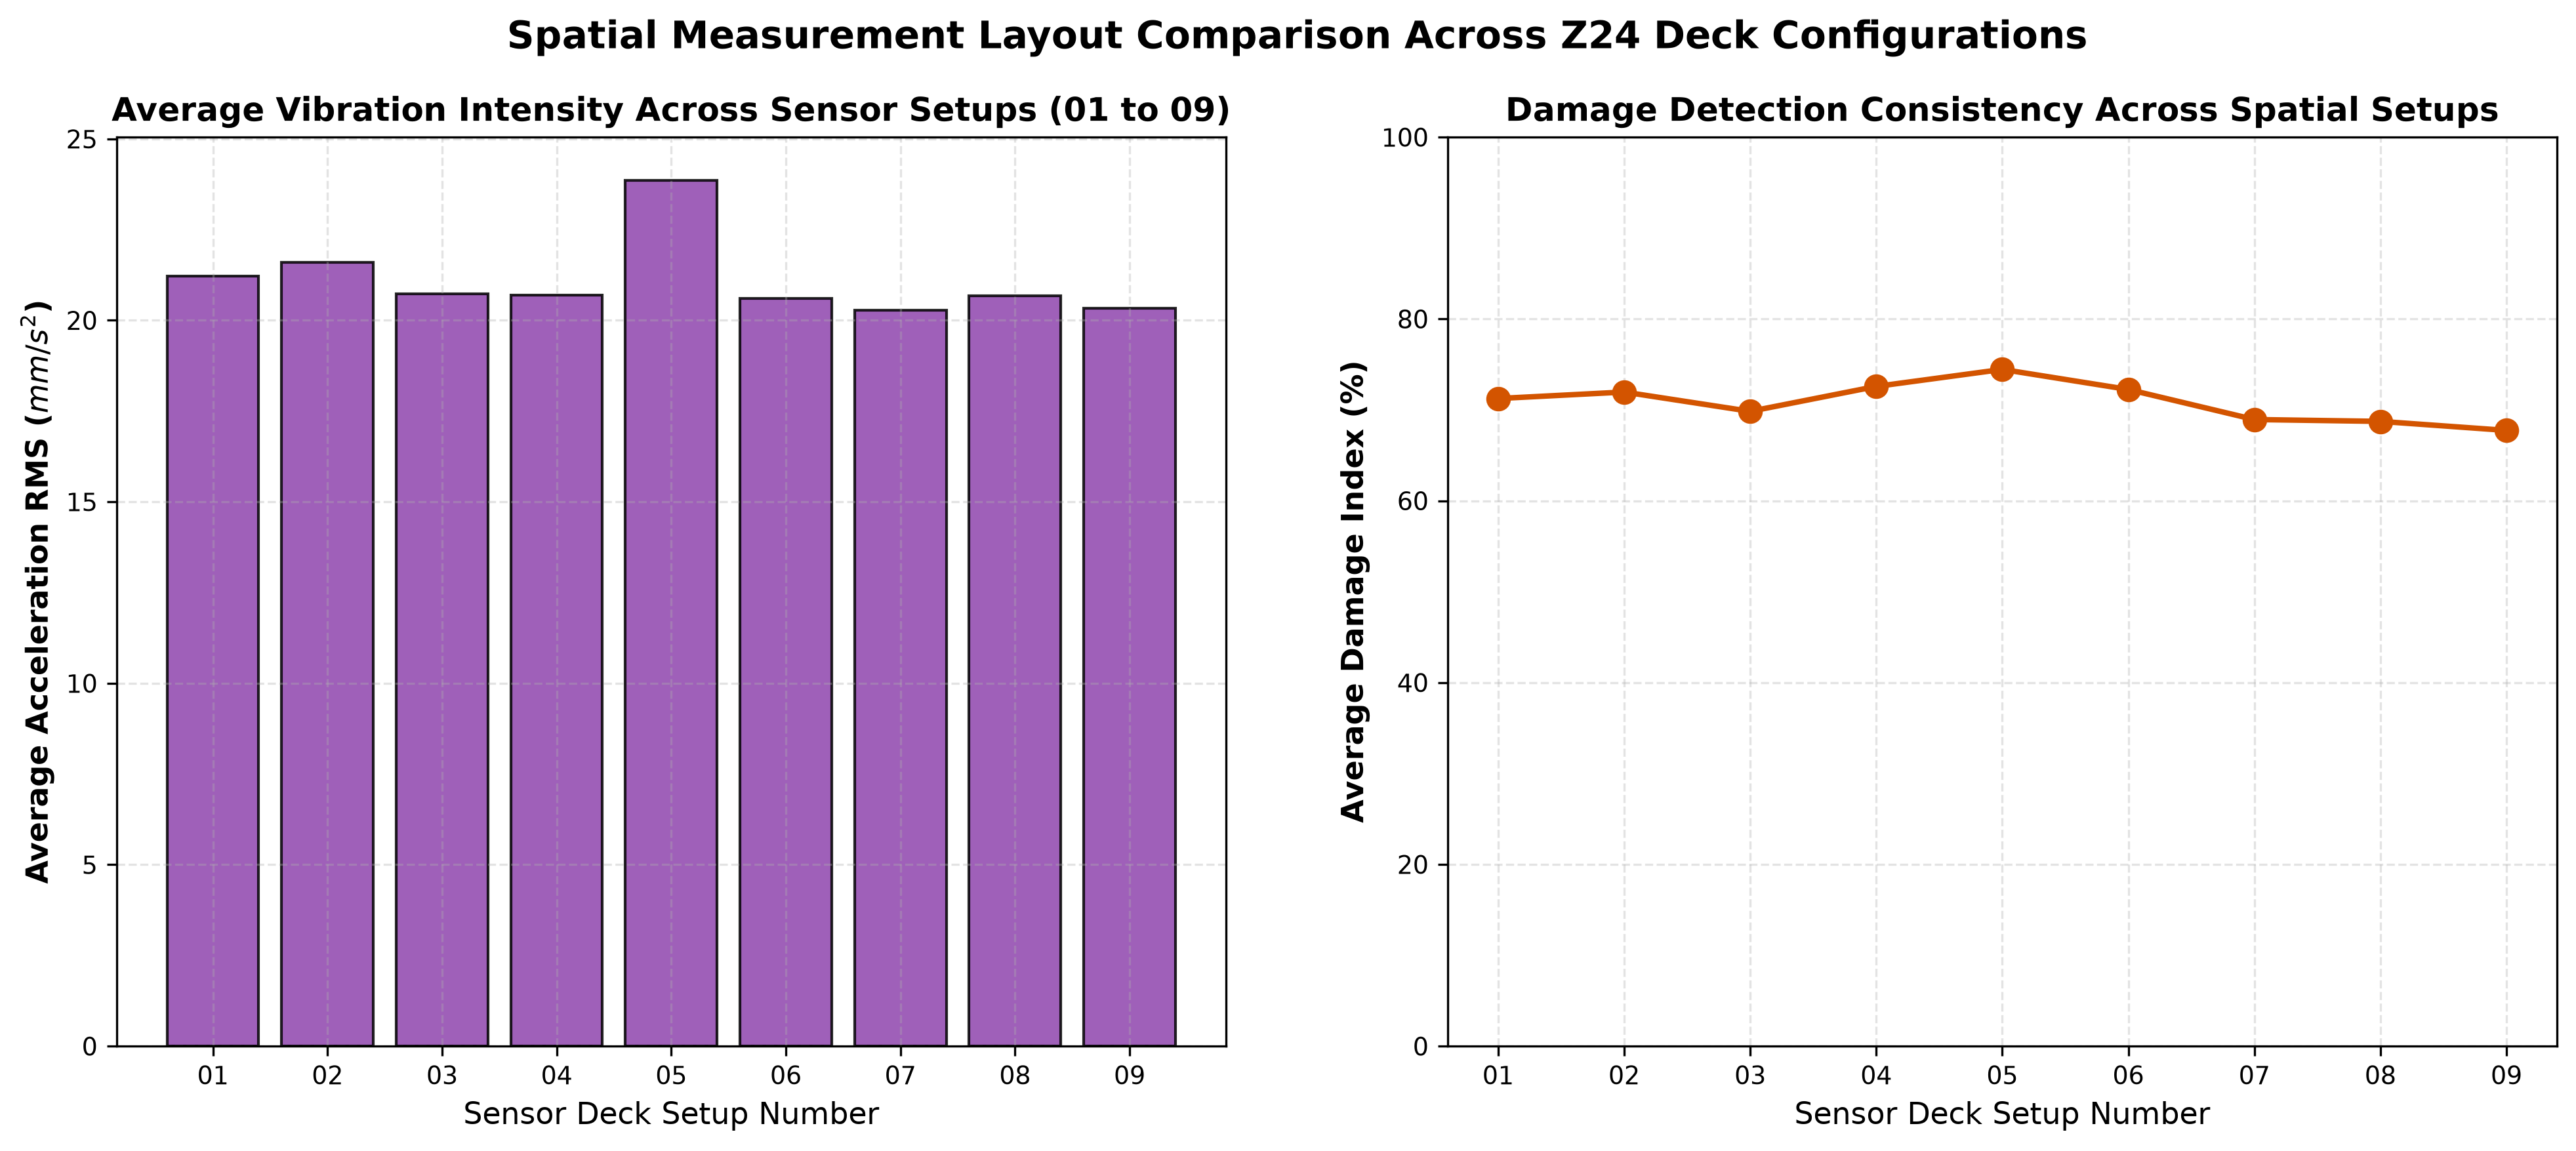 Spatial Measurement Layout Comparison Across Z24 Deck Configurations
Average Vibration Intensity Across Sensor Setups (01 to 09)
Average Acceleration RMS (mm/s²)
25
20
15
10
5
0
01 02 03 04 05 06 07 08 09
Sensor Deck Setup Number
Damage Detection Consistency Across Spatial Setups
Average Damage Index (%)
100
80
60
40
20
0
01 02 03 04 05 06 07 08 09
Sensor Deck Setup Number